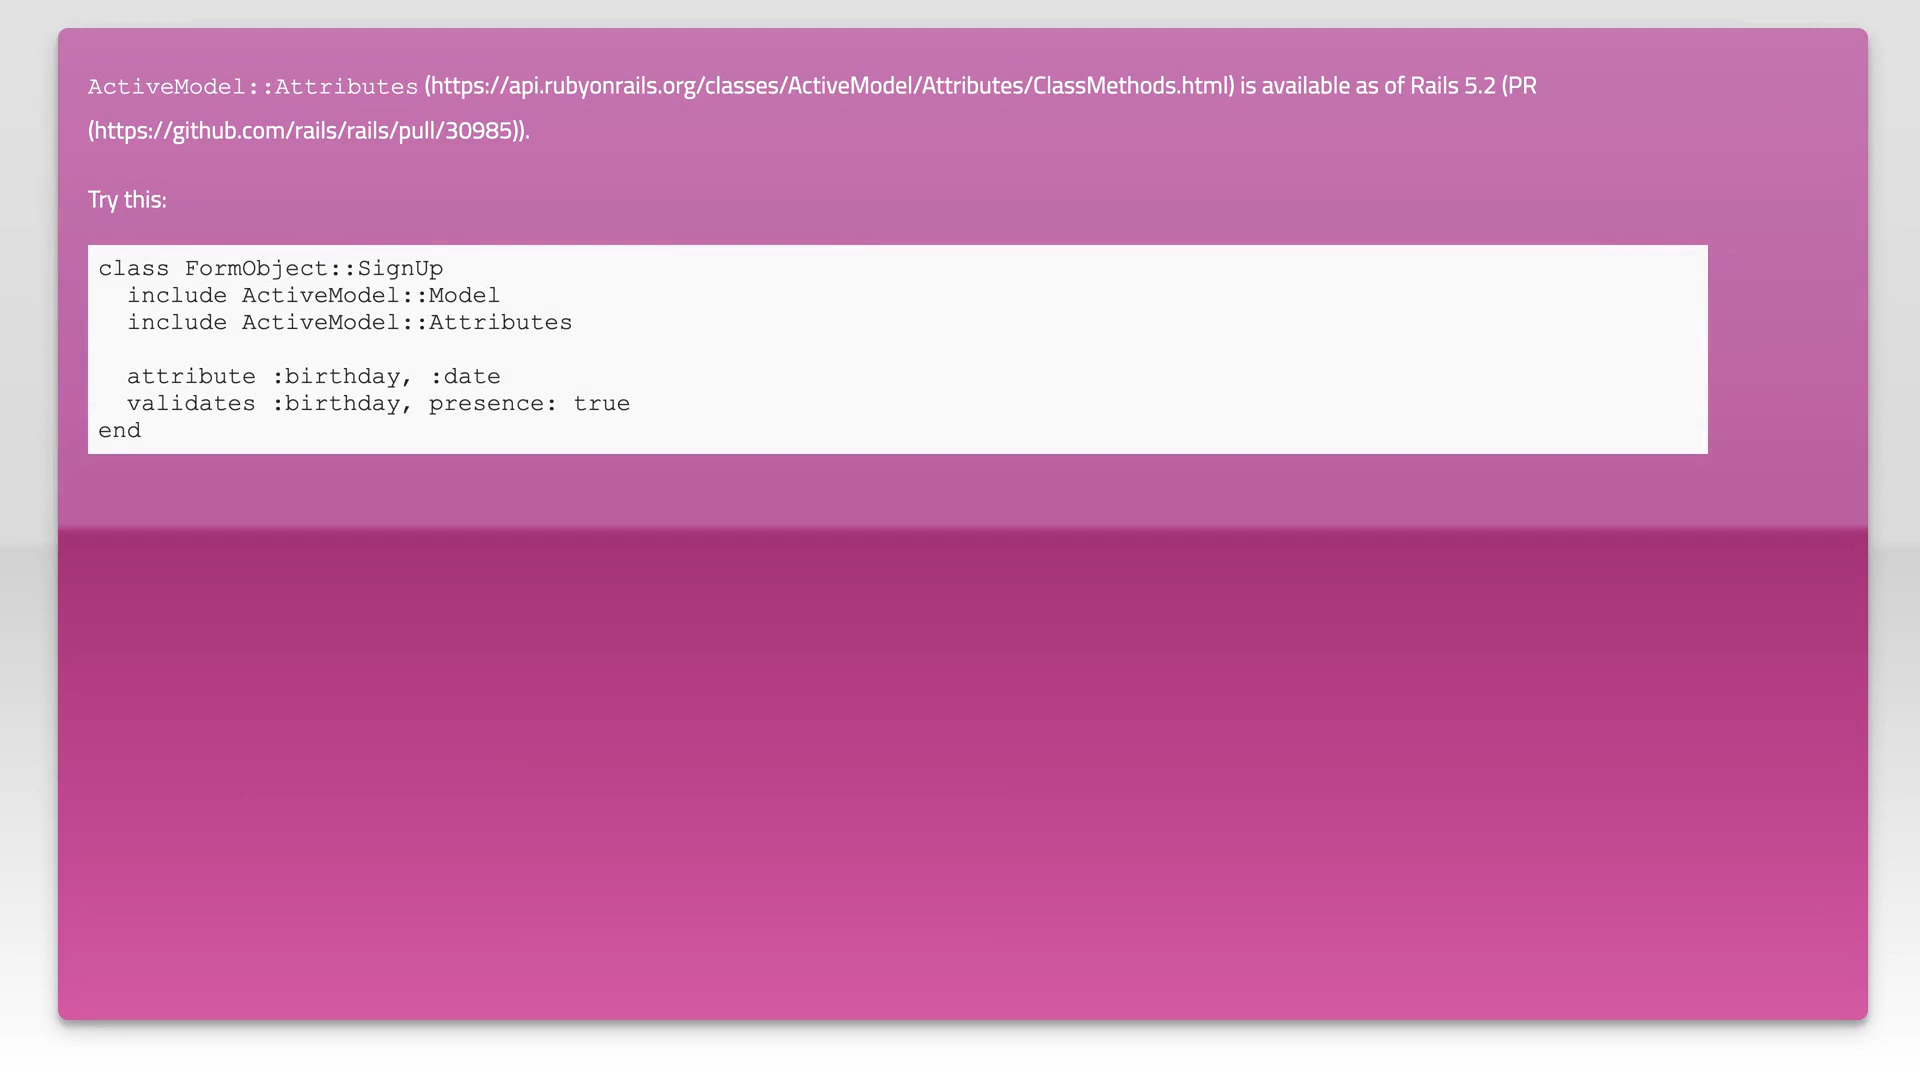 ActiveModel::Attributes (https://api.rubyonrails.org/classes/ActiveModel/Attributes/ClassMethods.html) is available as of Rails 5.2 (PR
(https://github.com/rails/rails/pull/30985)).
Try this:
class FormObject::SignUp
  include ActiveModel::Model
  include ActiveModel::Attributes

  attribute :birthday, :date
  validates :birthday, presence: true
end